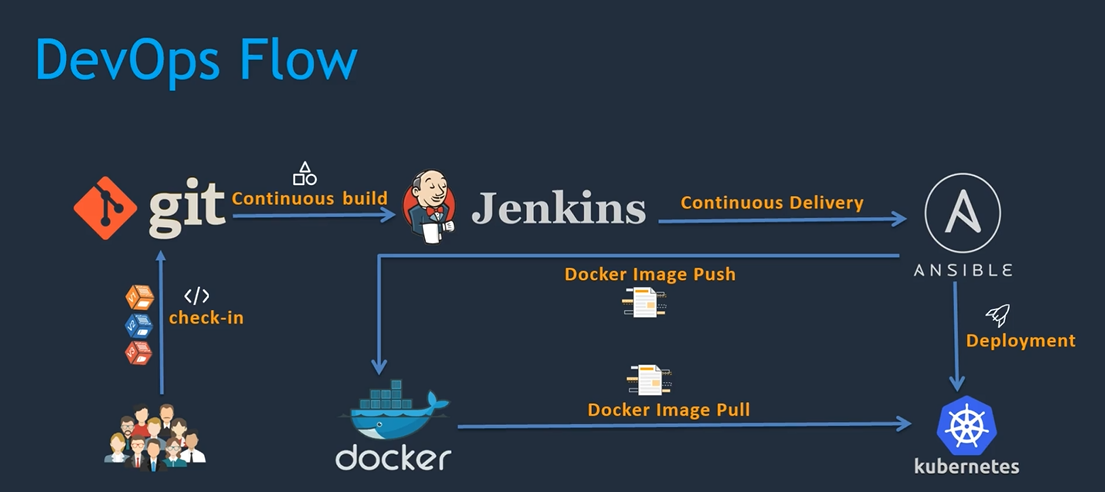 DevOps Flow
git
Continuous build
Jenkins
Continuous Delivery
ANSIBLE
Docker Image Push
</>
check-in
Deployment
Docker Image Pull
docker
kubernetes